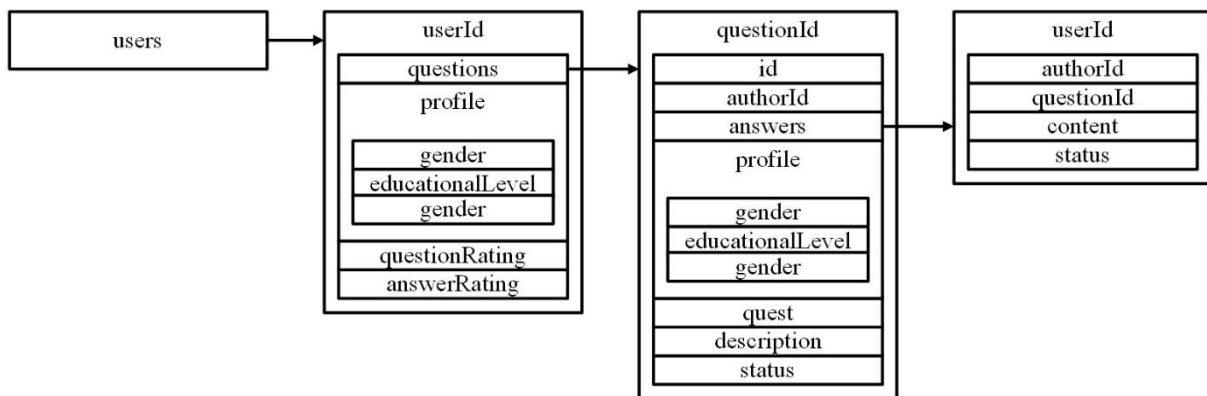 users
userId
questions
profile
gender
educationalLevel
gender
questionRating
answerRating
questionId
id
authorId
answers
profile
gender
educationalLevel
gender
quest
description
status
userId
authorId
questionId
content
status